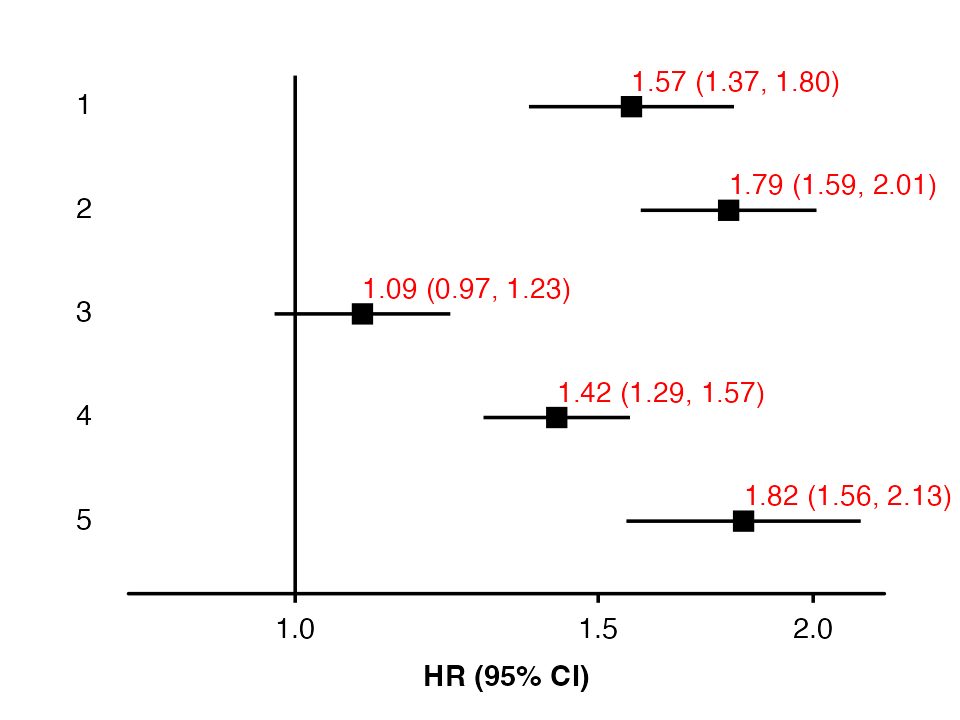 1.57 (1.37, 1.80)
1
1.79 (1.59, 2.01)
2
1.09 (0.97, 1.23)
3
1.42 (1.29, 1.57)
4
1.82 (1.56, 2.13)
5
1.0 1.5 2.0
HR (95% CI)